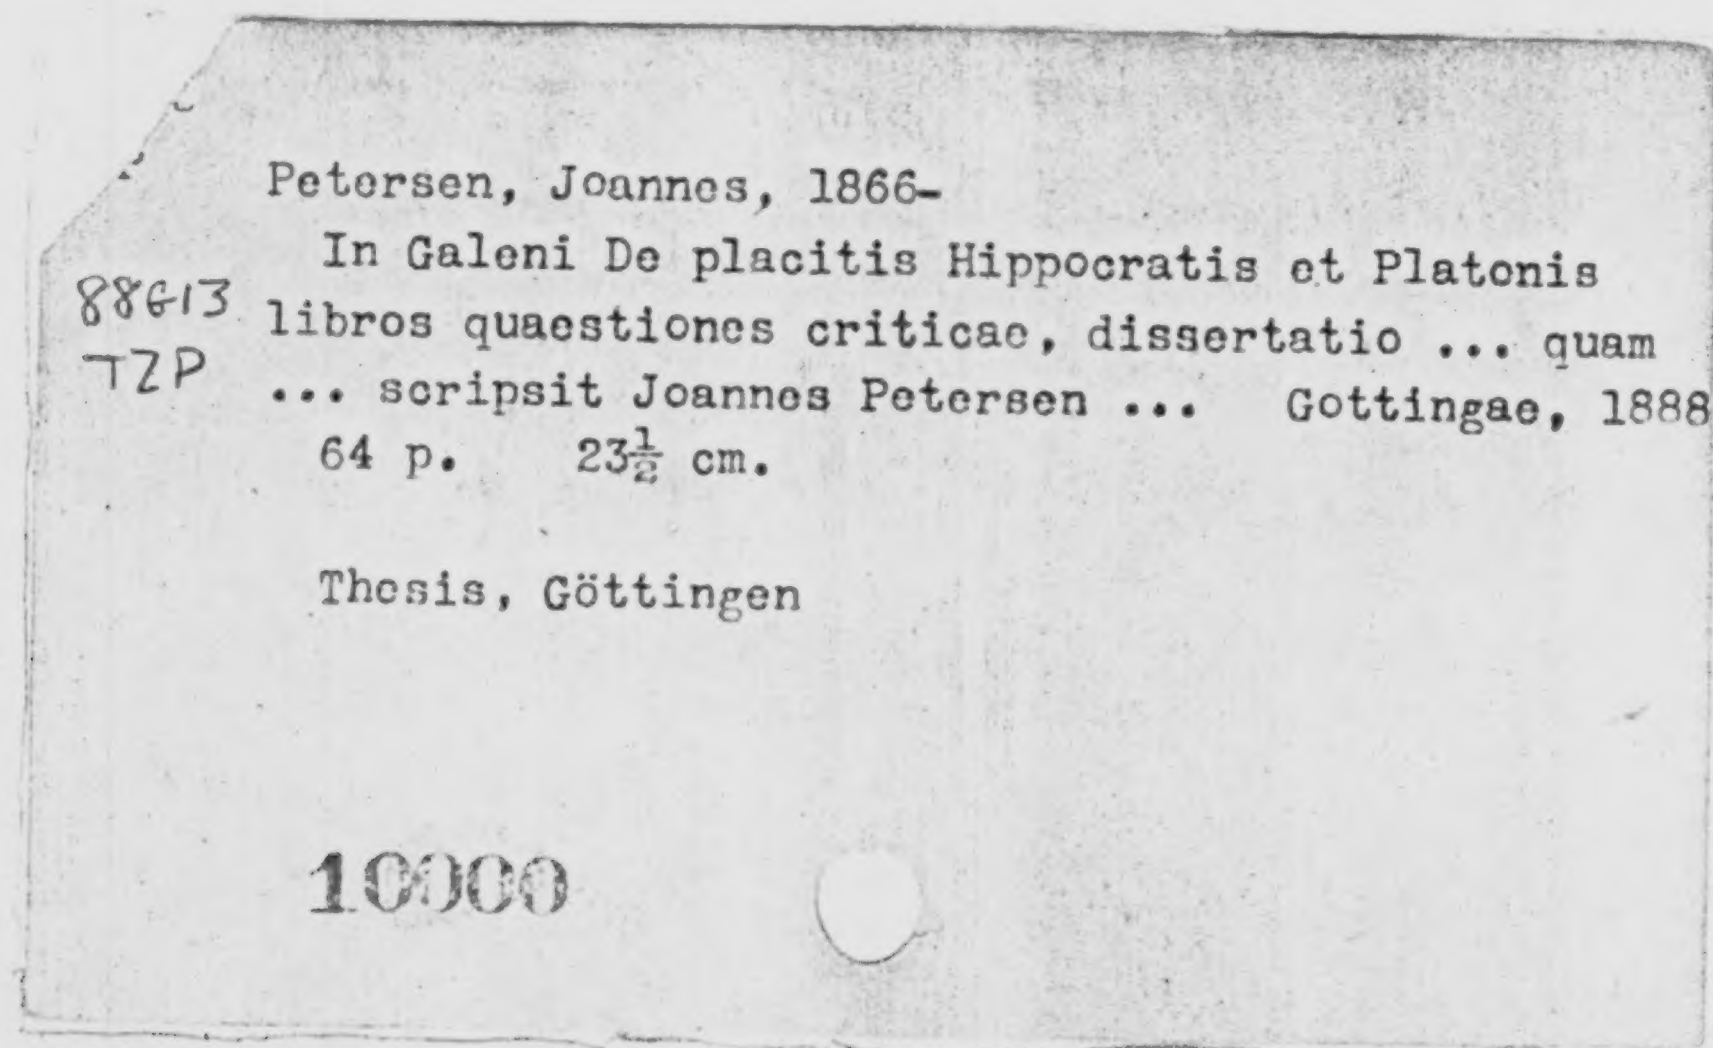 Petersen, Joannes, 1866-
In Galeni De placitis Hippocratis et Platonis
88G13
libros quaestiones criticae, dissertatio ... quam
TZP
... scripsit Joannes Petersen ... Gottingae, 1888
64 p. 23½ cm.
Thesis, Göttingen
10000